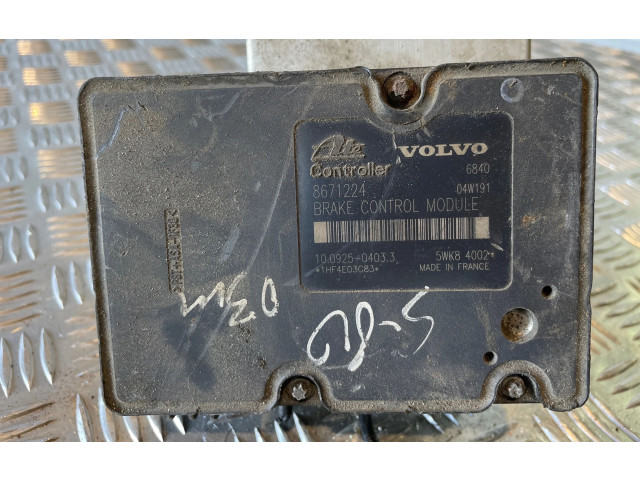 Ate VOLVO
Controller 6840
8671224 04W191
BRAKE CONTROL MODULE
10.0925-0403.3 5WK8 4002*
*1HF4E03C83* MADE IN FRANCE
S-80